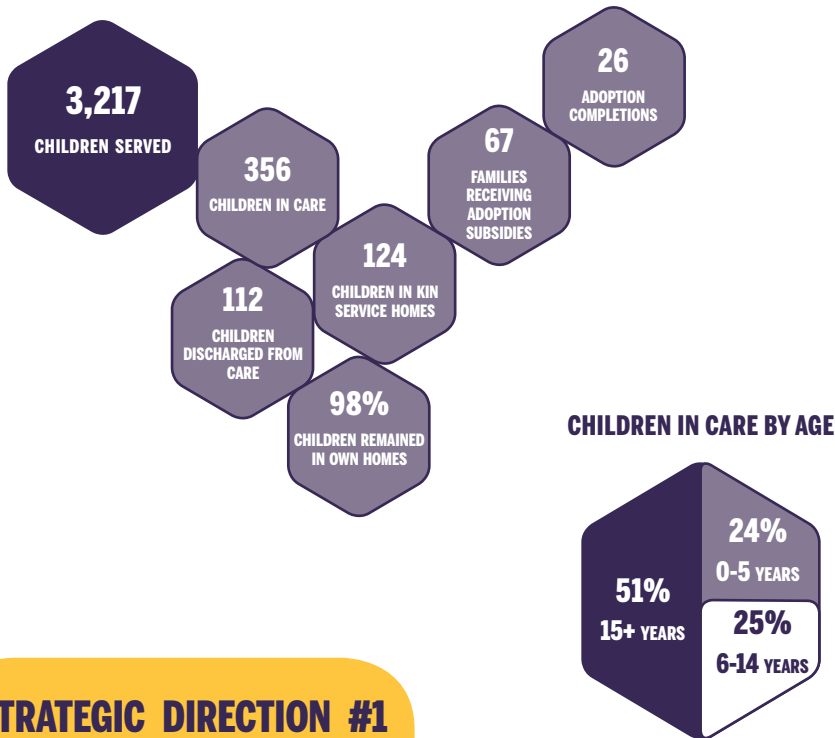 3,217
CHILDREN SERVED
356
CHILDREN IN CARE
112
CHILDREN
DISCHARGED FROM
CARE
124
CHILDREN IN KIN
SERVICE HOMES
98%
CHILDREN REMAINED
IN OWN HOMES
67
FAMILIES
RECEIVING
ADOPTION
SUBSIDIES
26
ADOPTION
COMPLETIONS
CHILDREN IN CARE BY AGE
51%
15+ YEARS
24%
0-5 YEARS
25%
6-14 YEARS
TRATEGIC DIRECTION #1